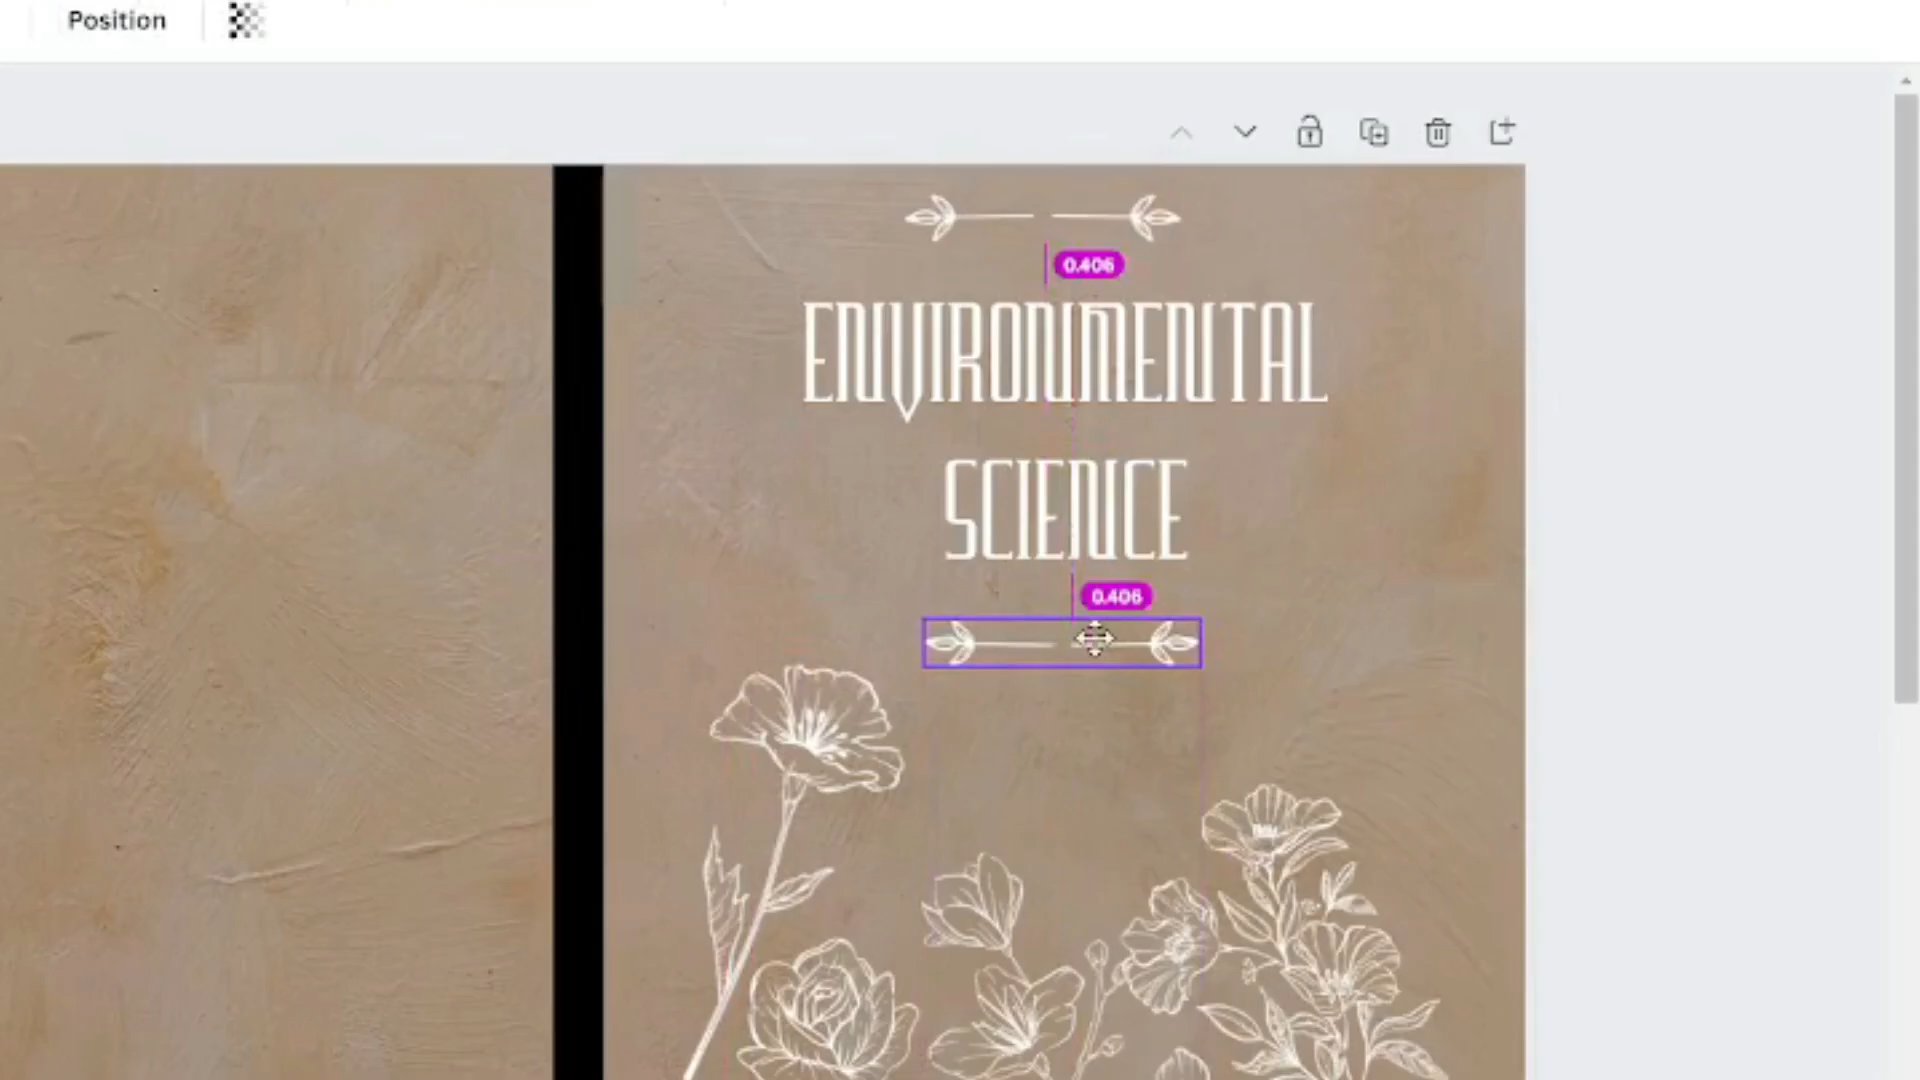 Position
0.406
ENVIRONMENTAL
SCIENCE
0.406